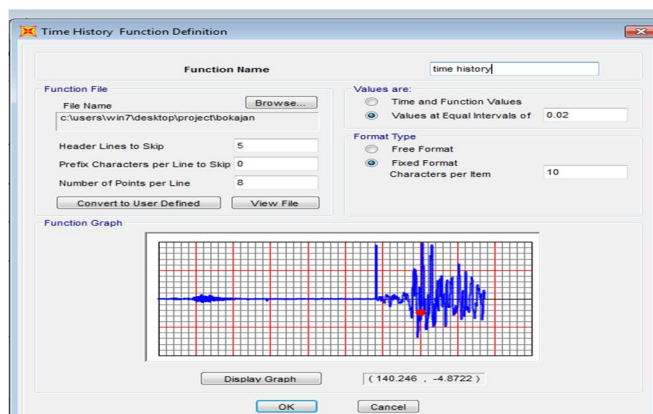 Time History Function Definition
Function Name
time history
Function File
File Name
Browse...
c:\users\win7\desktop\project\bokajan
Header Lines to Skip
5
Prefix Characters per Line to Skip
0
Number of Points per Line
8
Convert to User Defined
View File
Values are:
Time and Function Values
Values at Equal Intervals of
0.02
Format Type
Free Format
Fixed Format
Characters per Item
10
Function Graph
Display Graph
( 140.246 , -4.8722 )
OK
Cancel